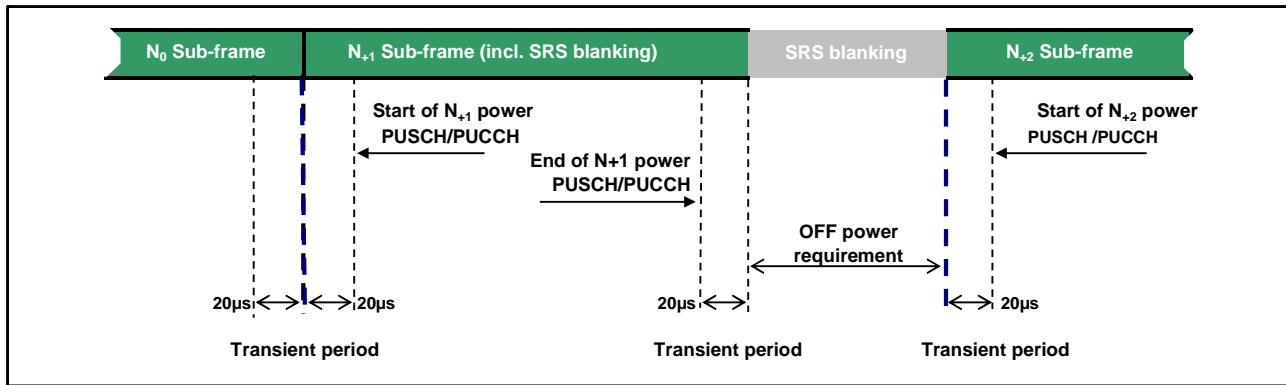 N₀ Sub-frame
N₊₁ Sub-frame (incl. SRS blanking)
SRS blanking
N₊₂ Sub-frame
Start of N₊₁ power
PUSCH/PUCCH
End of N+1 power
PUSCH/PUCCH
Start of N₊₂ power
PUSCH /PUCCH
OFF power
requirement
20µs
20µs
20µs
20µs
Transient period
Transient period
Transient period